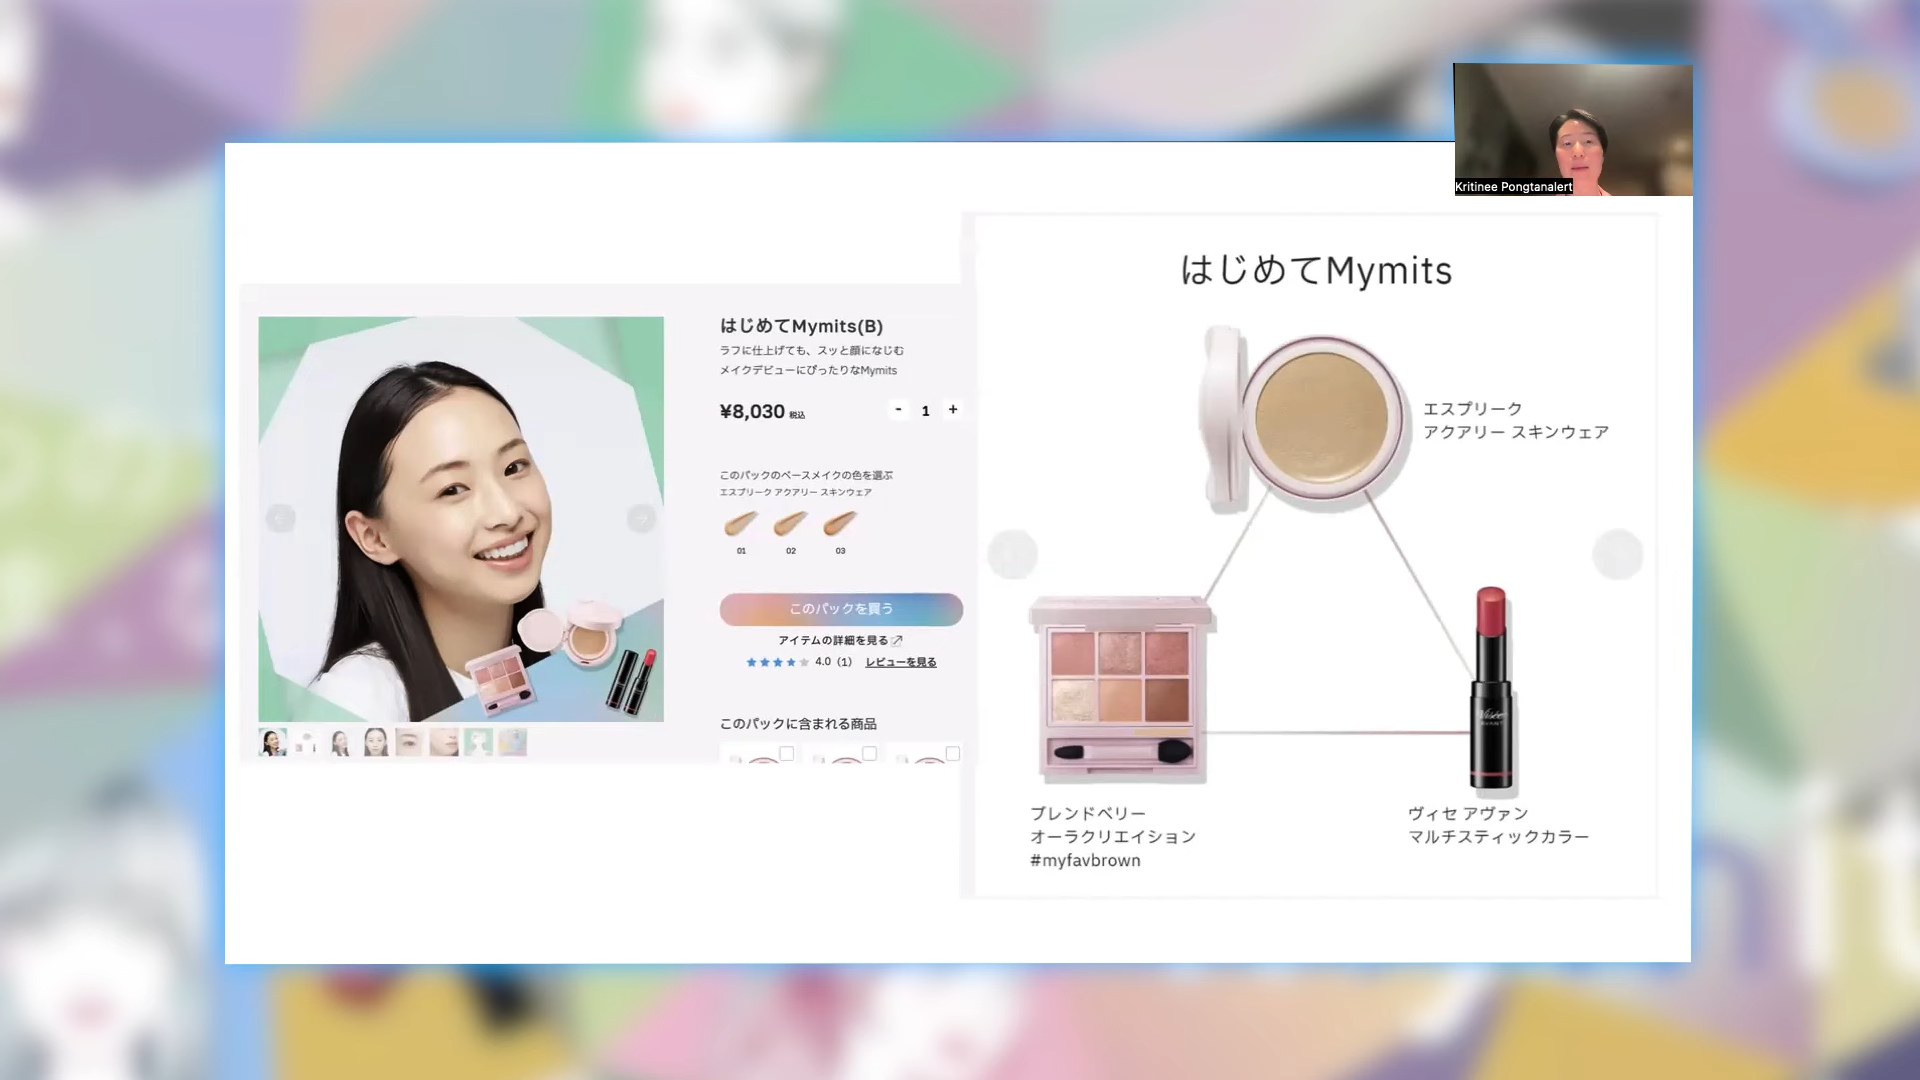 Kritinee Pongtanalert
はじめてMymits(B)
ラフに仕上げても、スッと顔になじむ
メイクデビューにぴったりなMymits
¥8,030 税込
- 1 +
このパックのベースメイクの色を選ぶ
エスプリーク アクアリー スキンウェア
01 02 03
このパックを買う
アイテムの詳細を見る
4.0 (1) レビューを見る
このパックに含まれる商品
はじめてMymits
エスプリーク
アクアリー スキンウェア
Visée
AVANT
ブレンドベリー
オーラクリエイション
#myfavbrown
ヴィセ アヴァン
マルチスティックカラー